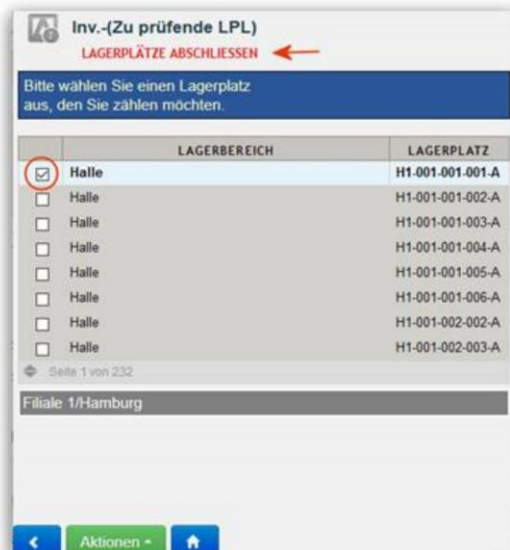 Inv.-(Zu prüfende LPL)
LAGERPLÄTZE ABSCHLIESSEN
Bitte wählen Sie einen Lagerplatz
aus, den Sie zählen möchten.
LAGERBEREICH LAGERPLATZ
Halle H1-001-001-001-A
Halle H1-001-001-002-A
Halle H1-001-001-003-A
Halle H1-001-001-004-A
Halle H1-001-001-005-A
Halle H1-001-001-006-A
Halle H1-001-002-002-A
Halle H1-001-002-003-A
Seite 1 von 232
Filiale 1/Hamburg
Aktionen